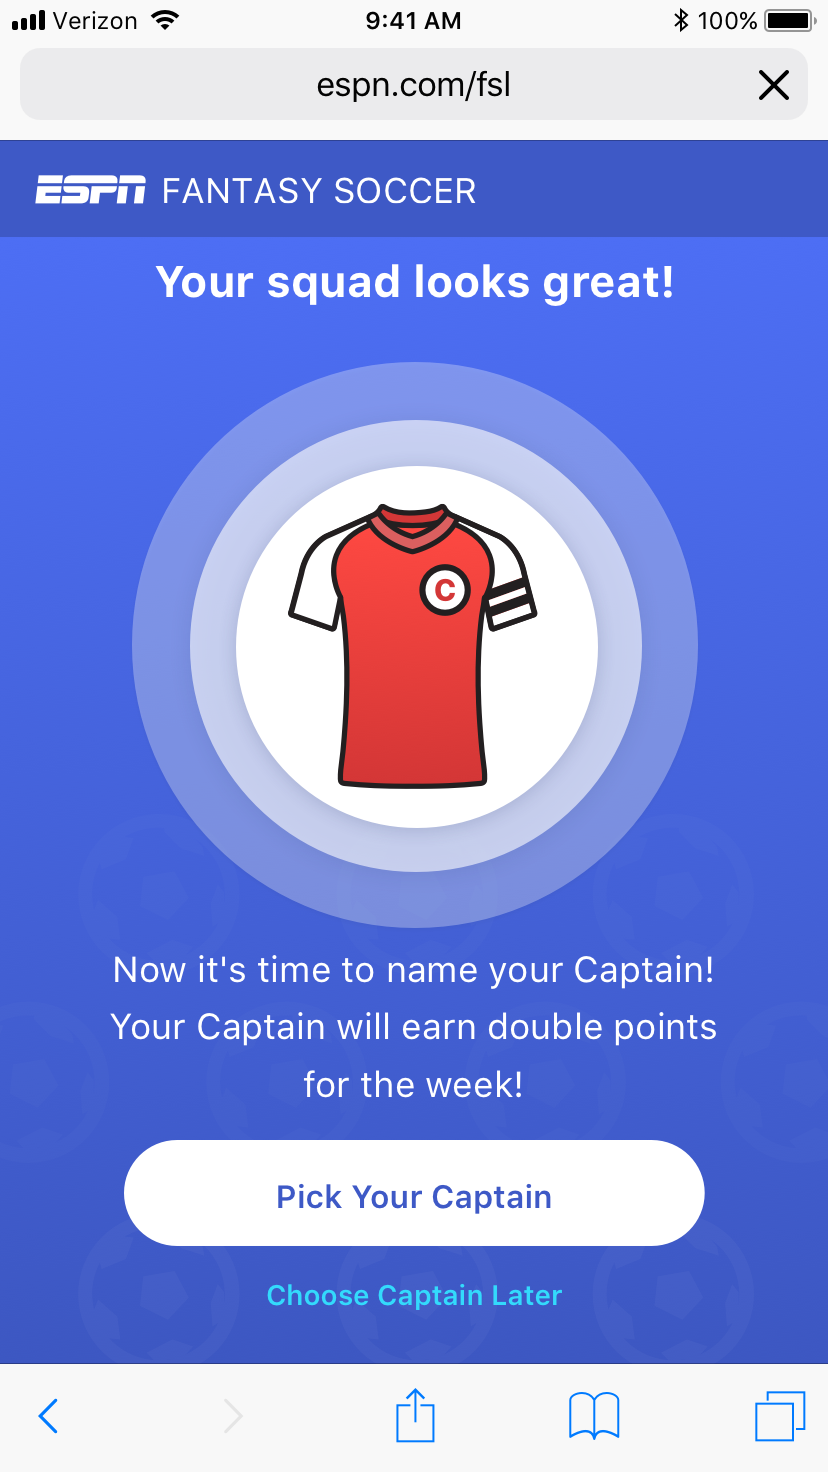 Verizon 9:41 AM 100%
espn.com/fsl
ESPN FANTASY SOCCER
Your squad looks great!
C
Now it's time to name your Captain!
Your Captain will earn double points
for the week!
Pick Your Captain
Choose Captain Later